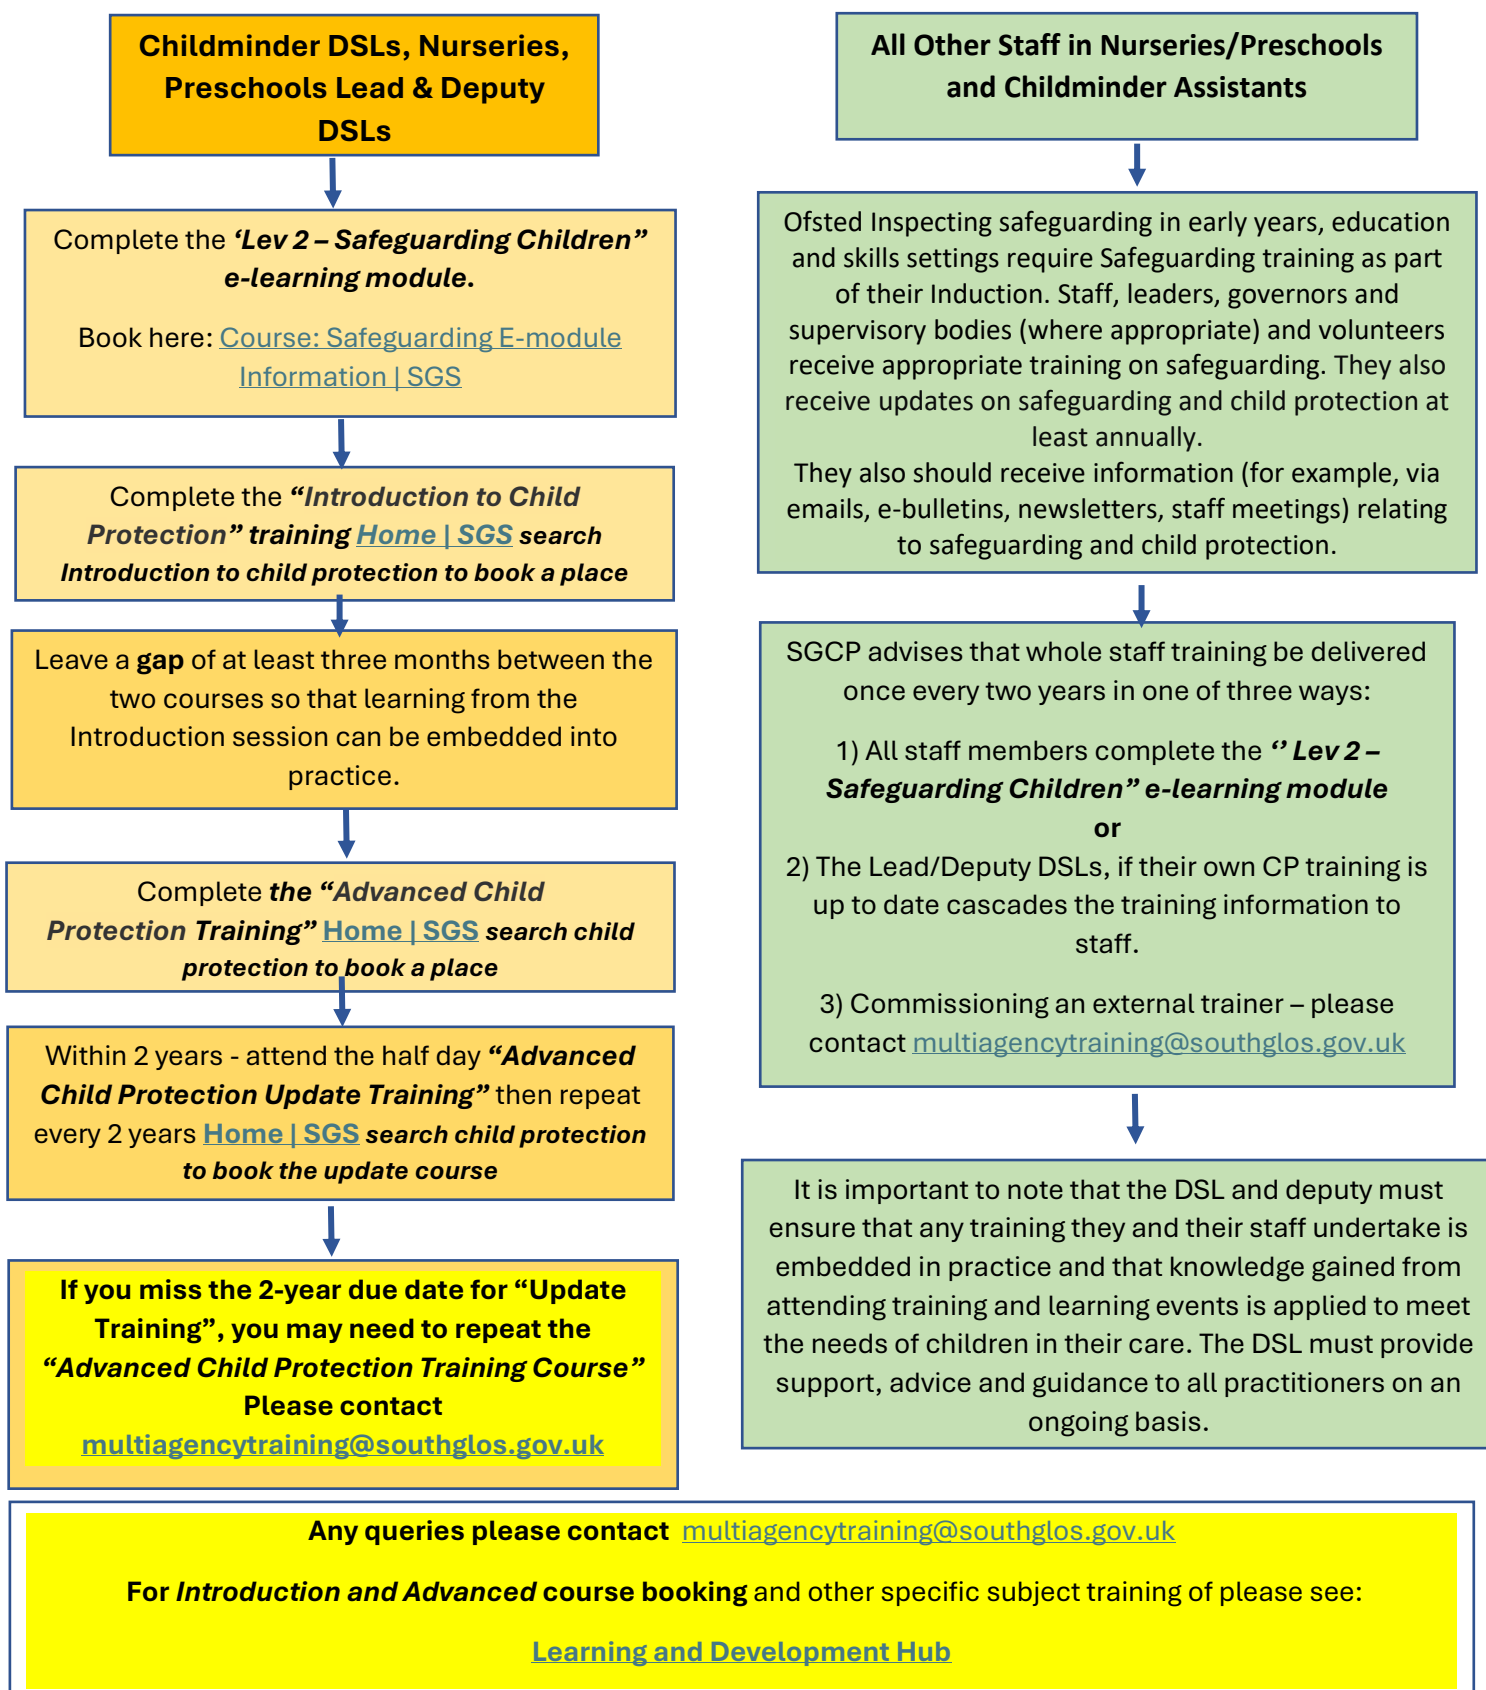 Childminder DSLs, Nurseries,
Preschools Lead & Deputy
DSLs
Complete the ‘Lev 2 – Safeguarding Children”
e-learning module.
Book here: Course: Safeguarding E-module
Information | SGS
Complete the “Introduction to Child
Protection” training Home | SGS search
Introduction to child protection to book a place
Leave a gap of at least three months between the
two courses so that learning from the
Introduction session can be embedded into
practice.
Complete the “Advanced Child
Protection Training” Home | SGS search child
protection to book a place
Within 2 years - attend the half day “Advanced
Child Protection Update Training” then repeat
every 2 years Home | SGS search child protection
to book the update course
If you miss the 2-year due date for “Update
Training”, you may need to repeat the
“Advanced Child Protection Training Course”
Please contact
multiagencytraining@southglos.gov.uk
All Other Staff in Nurseries/Preschools
and Childminder Assistants
Ofsted Inspecting safeguarding in early years, education
and skills settings require Safeguarding training as part
of their Induction. Staff, leaders, governors and
supervisory bodies (where appropriate) and volunteers
receive appropriate training on safeguarding. They also
receive updates on safeguarding and child protection at
least annually.
They also should receive information (for example, via
emails, e-bulletins, newsletters, staff meetings) relating
to safeguarding and child protection.
SGCP advises that whole staff training be delivered
once every two years in one of three ways:
1) All staff members complete the ‘’ Lev 2 –
Safeguarding Children” e-learning module
or
2) The Lead/Deputy DSLs, if their own CP training is
up to date cascades the training information to
staff.
3) Commissioning an external trainer – please
contact multiagencytraining@southglos.gov.uk
It is important to note that the DSL and deputy must
ensure that any training they and their staff undertake is
embedded in practice and that knowledge gained from
attending training and learning events is applied to meet
the needs of children in their care. The DSL must provide
support, advice and guidance to all practitioners on an
ongoing basis.
Any queries please contact multiagencytraining@southglos.gov.uk
For Introduction and Advanced course booking and other specific subject training of please see:
Learning and Development Hub